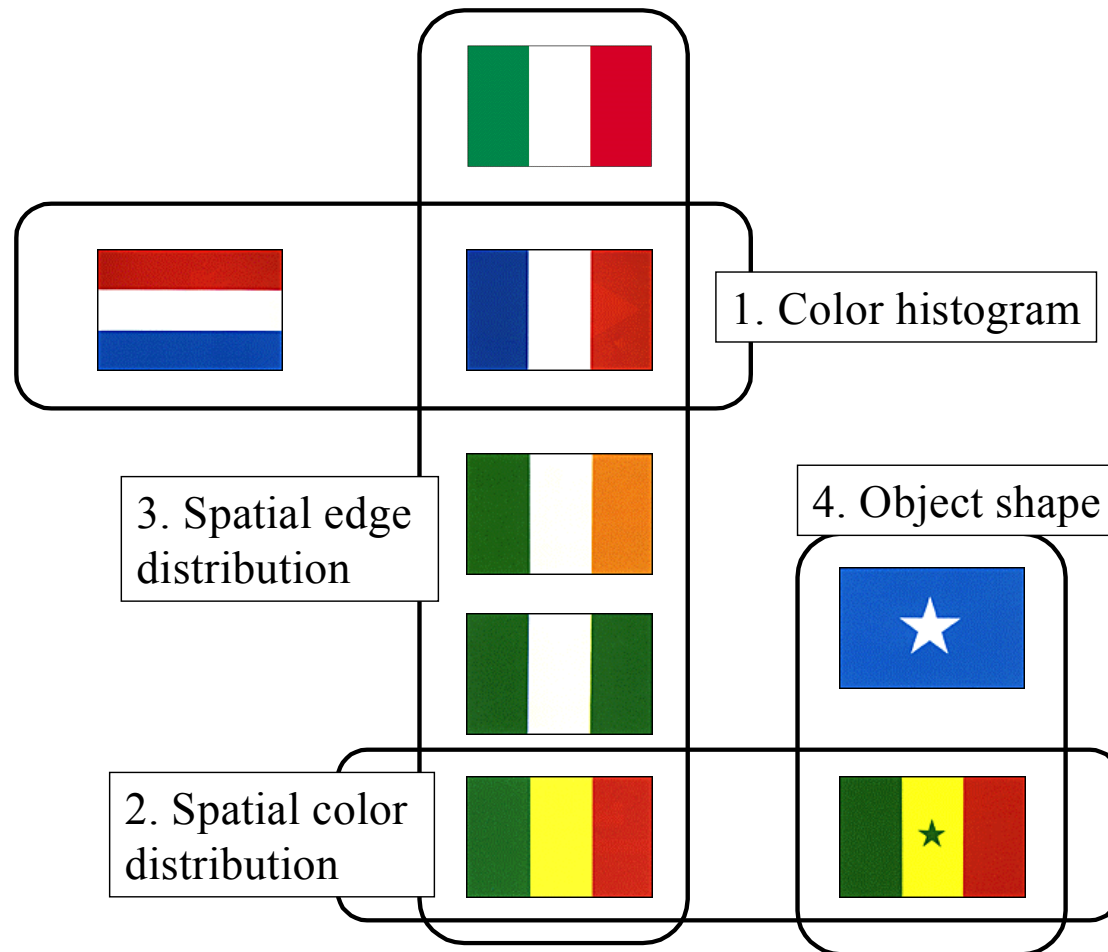 1. Color histogram
3. Spatial edge
distribution
4. Object shape
2. Spatial color
distribution